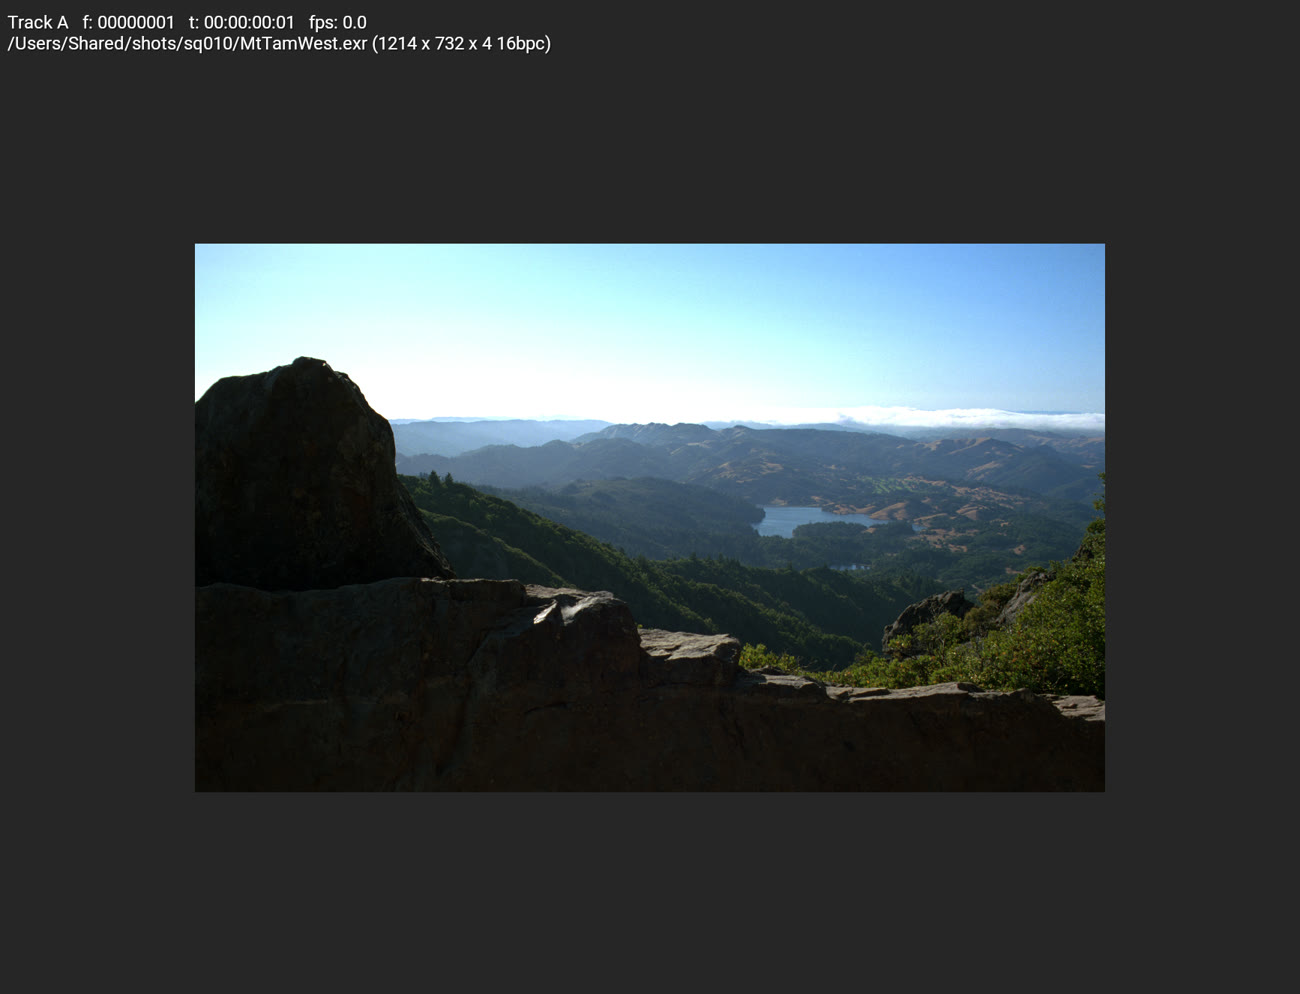 Track A f: 00000001 t: 00:00:00:01 fps: 0.0
/Users/Shared/shots/sq010/MtTamWest.exr (1214 x 732 x 4 16bpc)